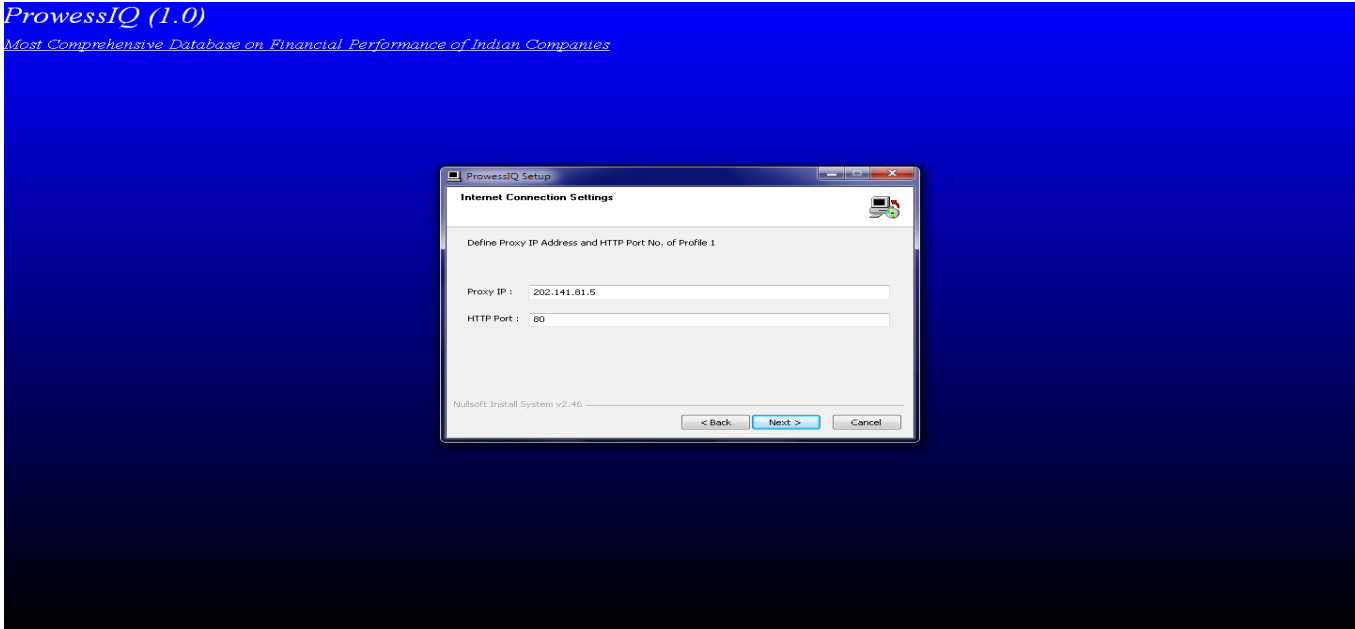 ProwessIQ (1.0)
Most Comprehensive Database on Financial Performance of Indian Companies
ProwessIQ Setup
Internet Connection Settings
Define Proxy IP Address and HTTP Port No. of Profile 1
Proxy IP : 202.141.81.5
HTTP Port : 80
Nullsoft Install System v2.46
< Back Next > Cancel